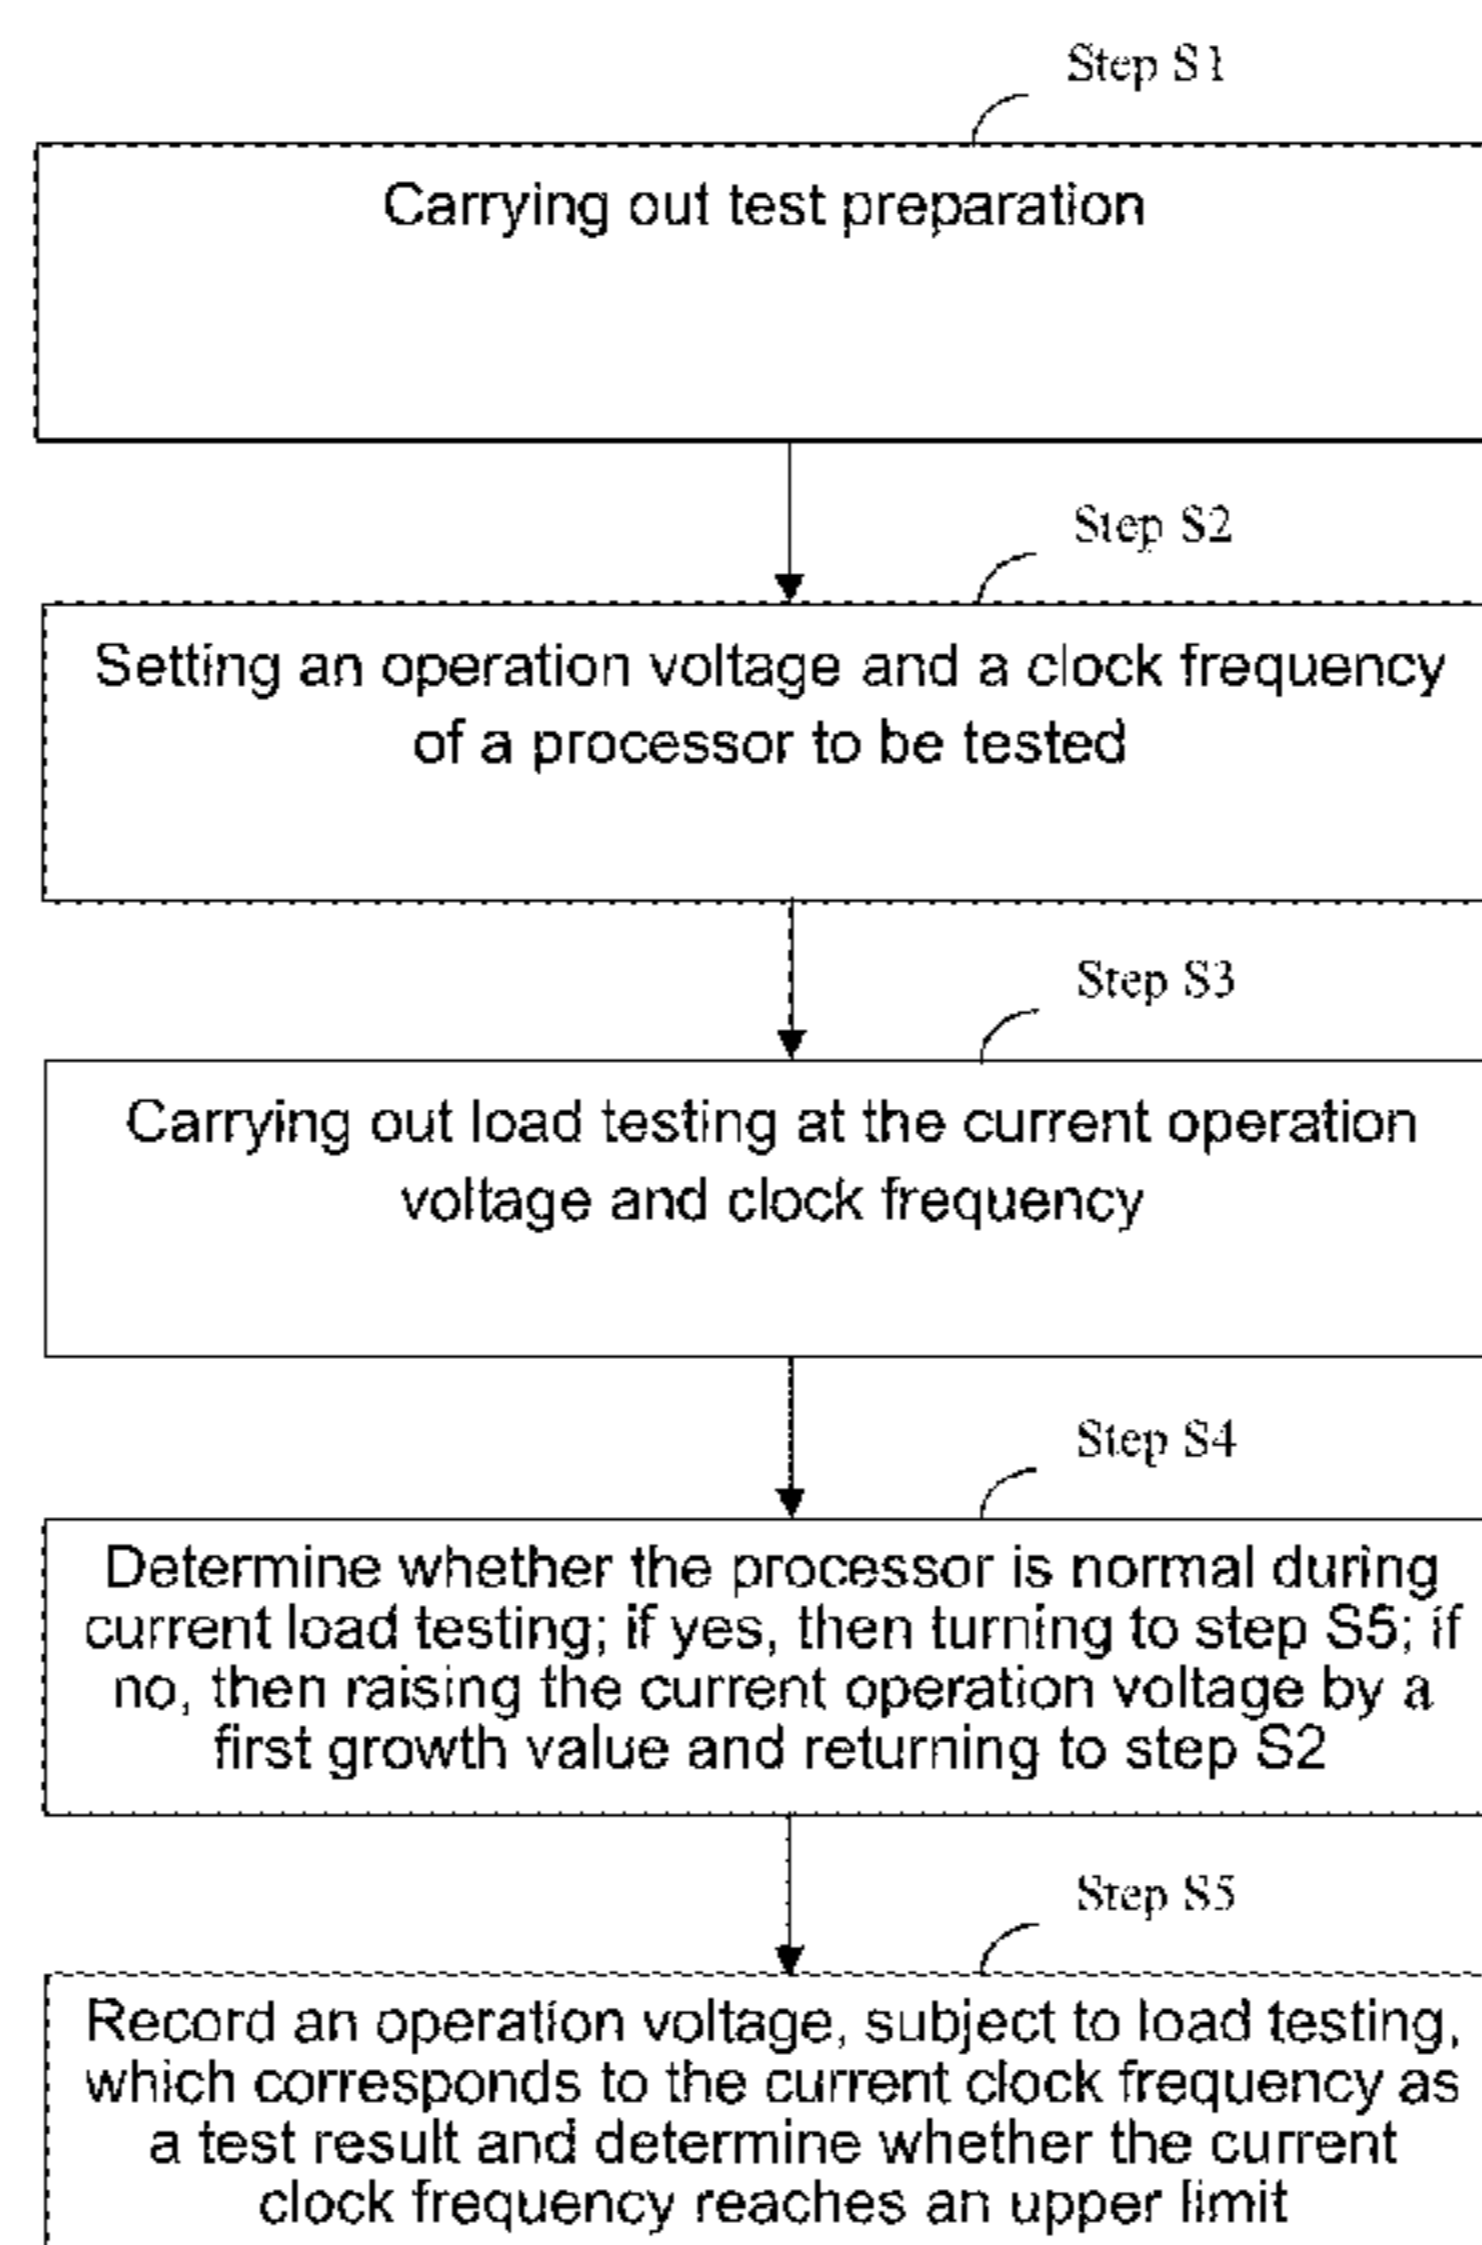 Step S1
Carrying out test preparation
Step S2
Setting an operation voltage and a clock frequency
of a processor to be tested
Step S3
Carrying out load testing at the current operation
voltage and clock frequency
Step S4
Determine whether the processor is normal during
current load testing; if yes, then turning to step S5; if
no, then raising the current operation voltage by a
first growth value and returning to step S2
Step S5
Record an operation voltage, subject to load testing,
which corresponds to the current clock frequency as
a test result and determine whether the current
clock frequency reaches an upper limit